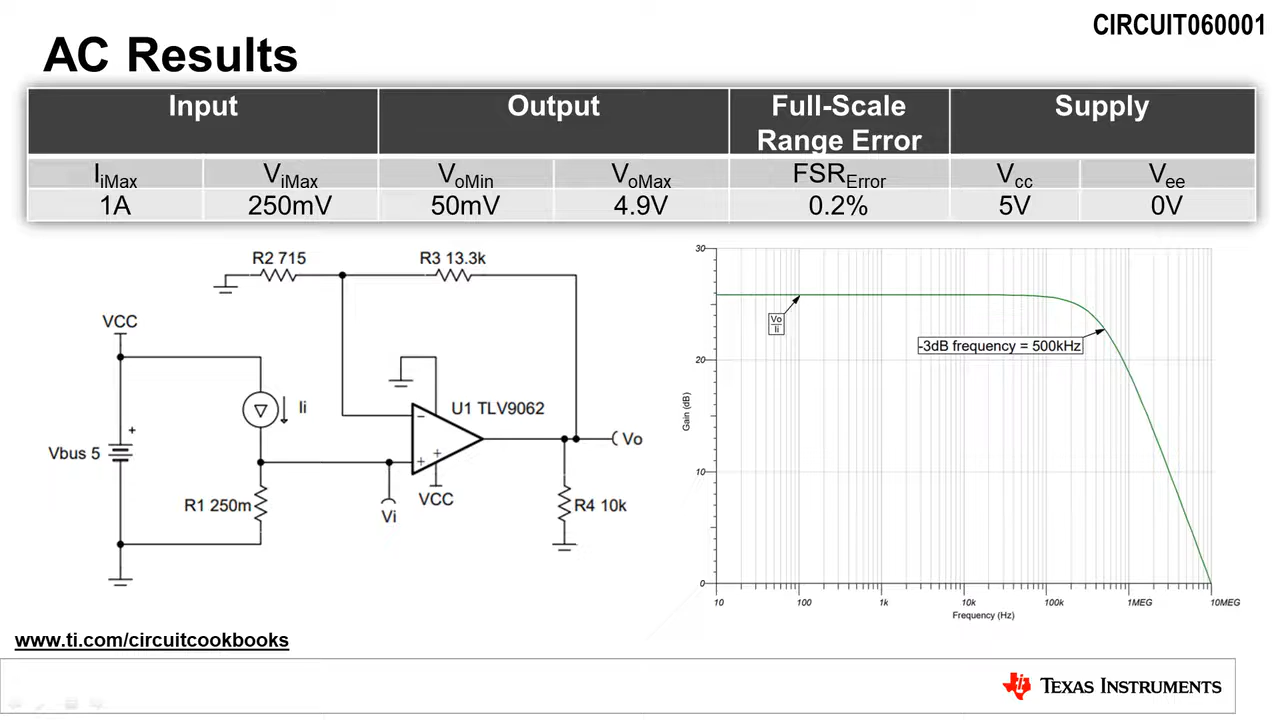 CIRCUIT060001
AC Results
Input Output Full-Scale Range Error Supply
IiMax ViMax VoMin VoMax FSRError Vcc Vee
1A 250mV 50mV 4.9V 0.2% 5V 0V
R2 715
R3 13.3k
VCC
Ii
U1 TLV9062
Vo
Vbus 5
+
R1 250m
Vi
VCC
R4 10k
−
+
+
30
20
10
0
Gain (dB)
Vo
Ii
-3dB frequency = 500kHz
10 100 1k 10k 100k 1MEG 10MEG
Frequency (Hz)
www.ti.com/circuitcookbooks
TEXAS INSTRUMENTS